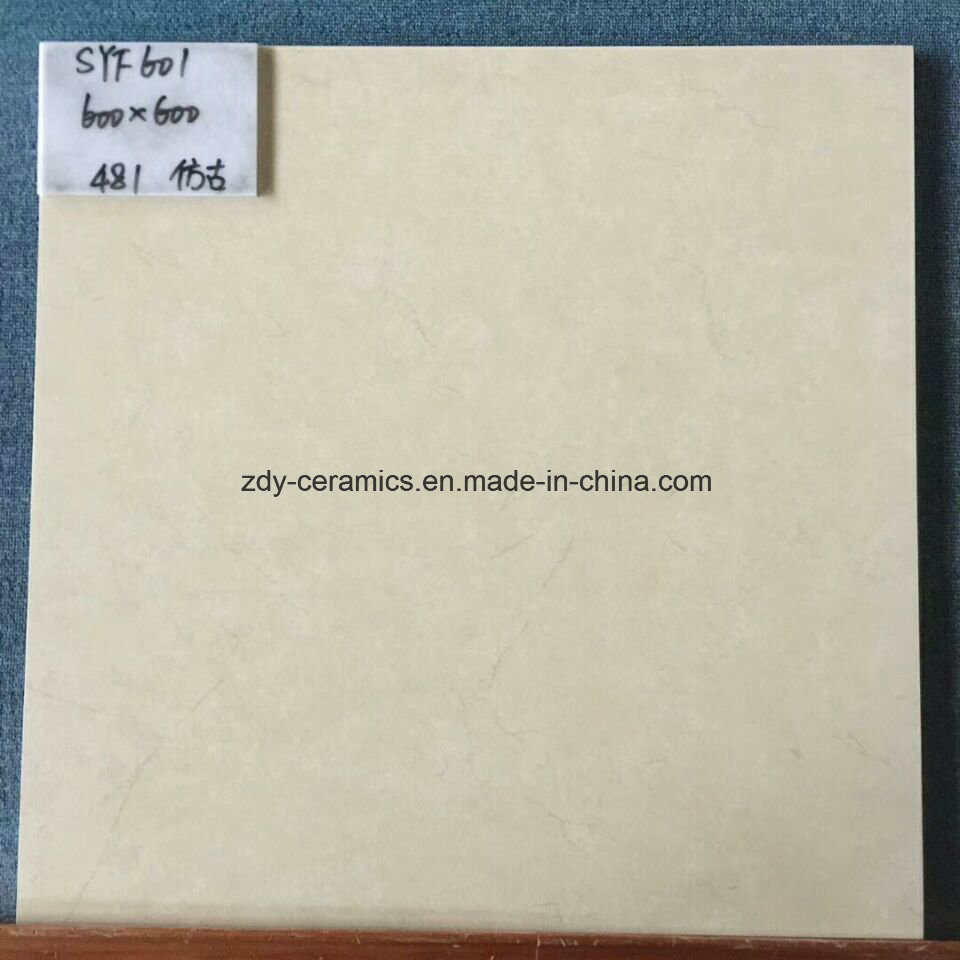 SYF601
600×600
481 仿古
zdy-ceramics.en.made-in-china.com